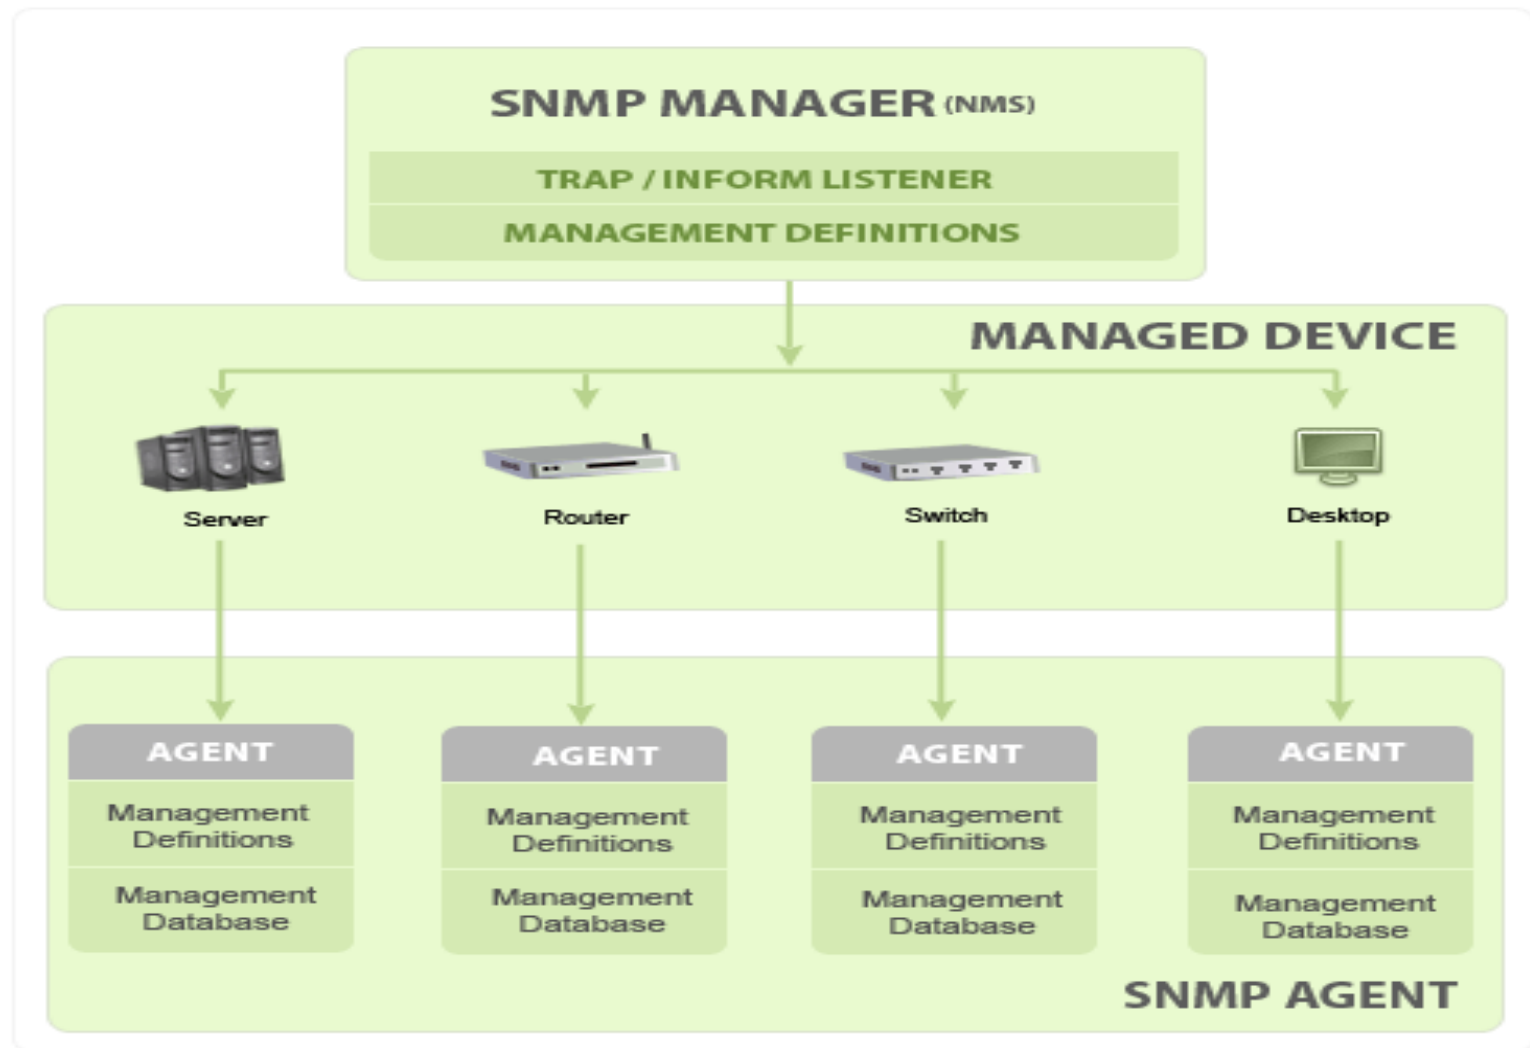 SNMP MANAGER (NMS)
TRAP / INFORM LISTENER
MANAGEMENT DEFINITIONS
MANAGED DEVICE
Server
Router
Switch
Desktop
AGENT
Management
Definitions
Management
Database
AGENT
Management
Definitions
Management
Database
AGENT
Management
Definitions
Management
Database
AGENT
Management
Definitions
Management
Database
SNMP AGENT